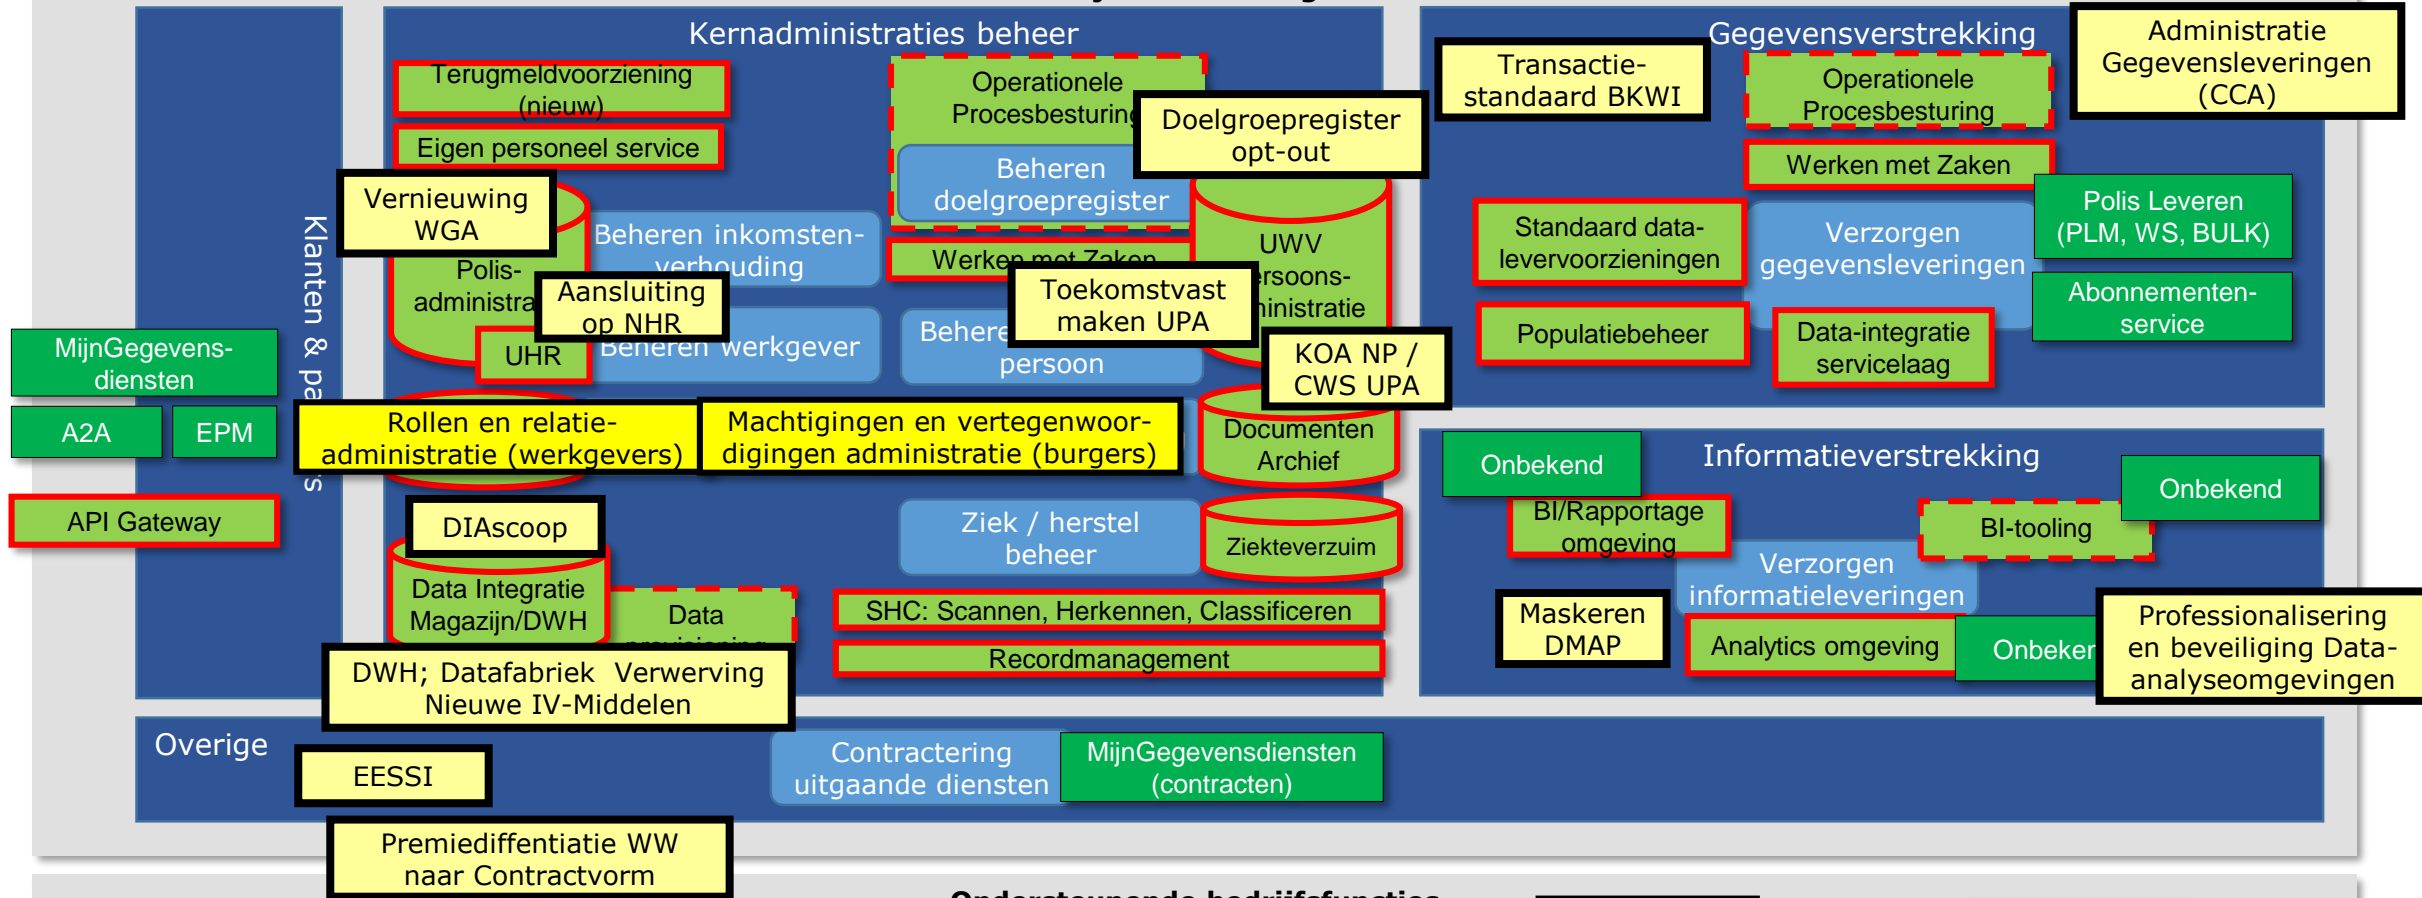 Kernadministraties beheer
Terugmeldvoorziening
(nieuw)
Eigen personeel service
Operationele
Procesbesturing
Beheren
doelgroepregister
Doelgroepregister
opt-out
Vernieuwing
WGA
Polis-
Beheren inkomsten-
verhouding
Werken met Zaken
Aansluiting
op NHR
Toekomstvast
maken UPA
UWV
UHR
Beheren werkgever
persoon
KOA NP /
CWS UPA
Klanten &
MijnGegevens-
diensten
A2A
EPM
API Gateway
Rollen en relatie-
administratie (werkgevers)
Machtigingen en vertegenwoor-
digingen administratie (burgers)
Documenten
Archief
DIAscoop
Ziek / herstel
beheer
Ziekteverzuim
Data Integratie
Magazijn/DWH
Data
SHC: Scannen, Herkennen, Classificeren
Recordmanagement
DWH; Datafabriek Verwerving
Nieuwe IV-Middelen
Gegevensverstrekking
Transactie-
standaard BKWI
Operationele
Procesbesturing
Administratie
Gegevensleveringen
(CCA)
Werken met Zaken
Standaard data-
levervoorzieningen
Verzorgen
gegevensleveringen
Polis Leveren
(PLM, WS, BULK)
Abonnementen-
service
Populatiebeheer
Data-integratie
servicelaag
Informatieverstrekking
Onbekend
Onbekend
BI/Rapportage
omgeving
BI-tooling
Verzorgen
informatieleveringen
Maskeren
DMAP
Analytics omgeving
Professionalisering
en beveiliging Data-
analyseomgevingen
Overige
EESSI
Contractering
uitgaande diensten
MijnGegevensdiensten
(contracten)
Premiediffentiatie WW
naar Contractvorm
Ondersteunende bedrijfsfuncties